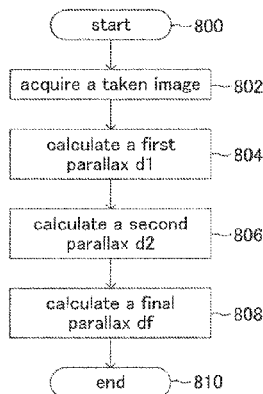 start 800
acquire a taken image 802
calculate a first 804
parallax d1
calculate a second 806
parallax d2
calculate a final 808
parallax df
end 810